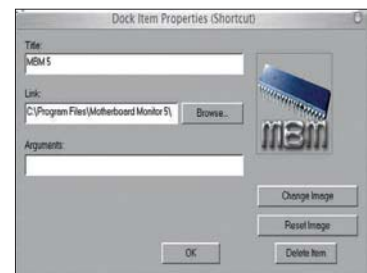 Dock Item Properties (Shortcut)
Title:
MBM 5
Link:
C:\Program Files\Motherboard Monitor 5\
Browse...
mbm
Arguments:
Change Image
Reset Image
OK
Delete Item